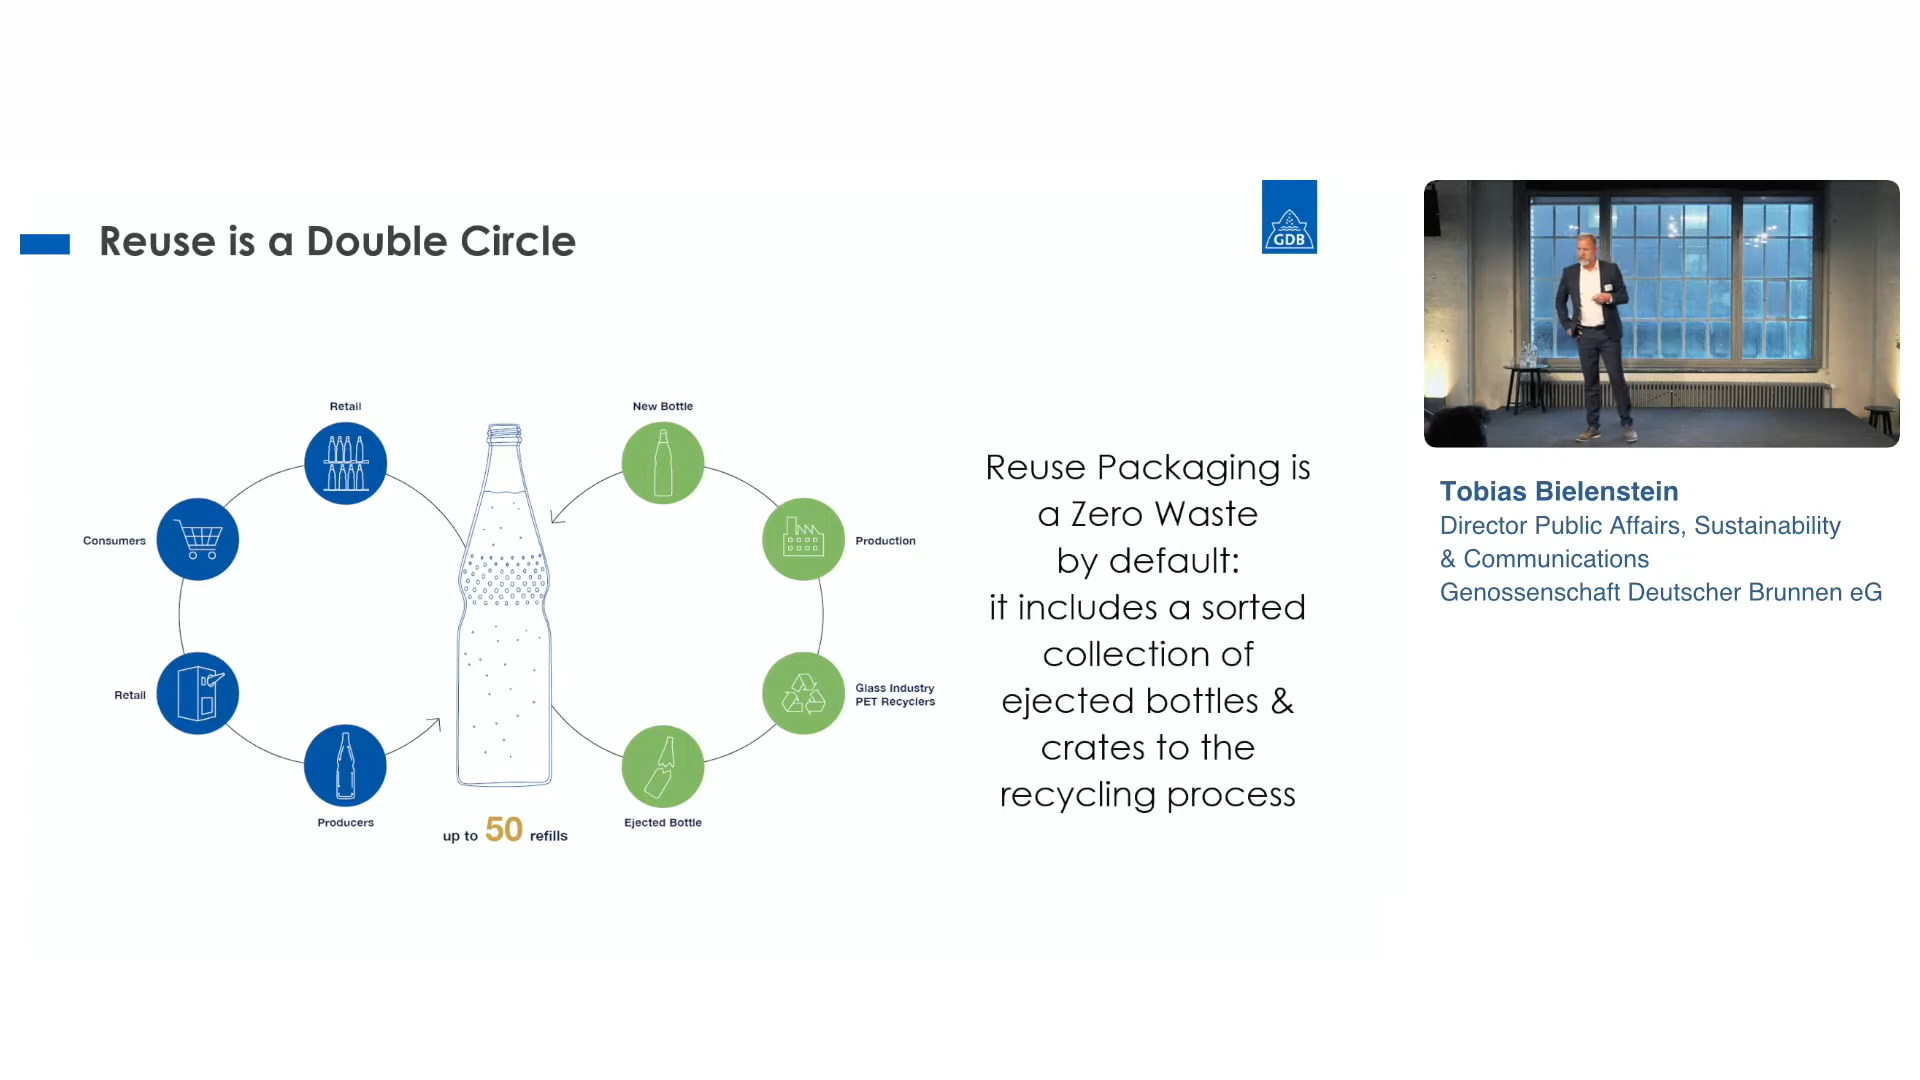 Reuse is a Double Circle
GDB
Retail
New Bottle
Consumers
Production
Retail
Glass Industry
PET Recyclers
Producers
Ejected Bottle
up to 50 refills
Reuse Packaging is
a Zero Waste
by default:
it includes a sorted
collection of
ejected bottles &
crates to the
recycling process
Tobias Bielenstein
Director Public Affairs, Sustainability
& Communications
Genossenschaft Deutscher Brunnen eG